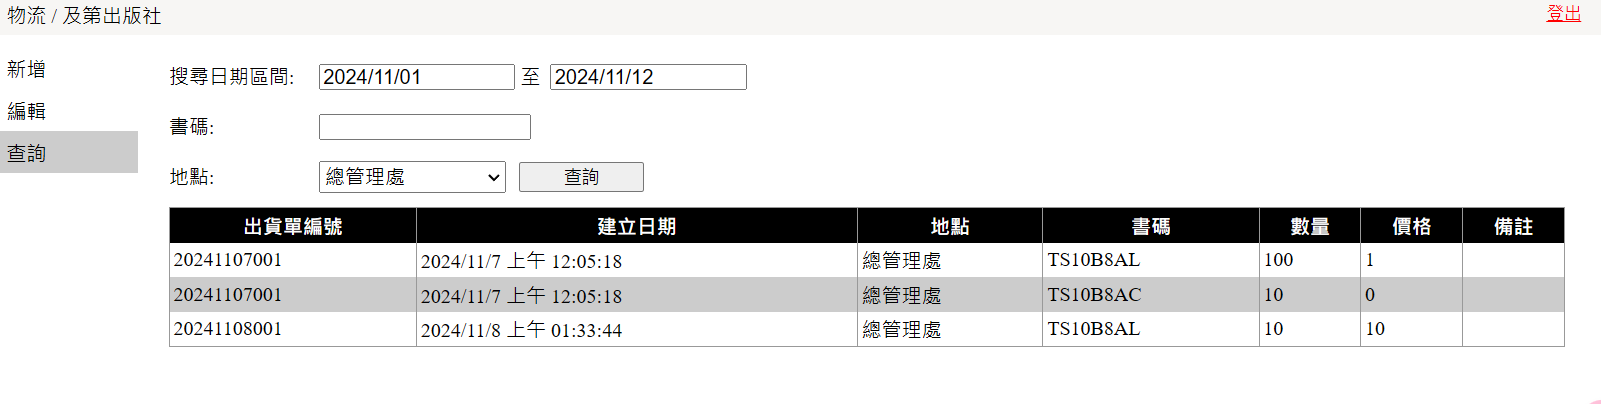 物流 / 及第出版社 登出
新增
編輯
查詢
搜尋日期區間: 2024/11/01 至 2024/11/12
書碼:
地點: 總管理處 查詢
出貨單編號 建立日期 地點 書碼 數量 價格 備註
20241107001 2024/11/7 上午 12:05:18 總管理處 TS10B8AL 100 1
20241107001 2024/11/7 上午 12:05:18 總管理處 TS10B8AC 10 0
20241108001 2024/11/8 上午 01:33:44 總管理處 TS10B8AL 10 10